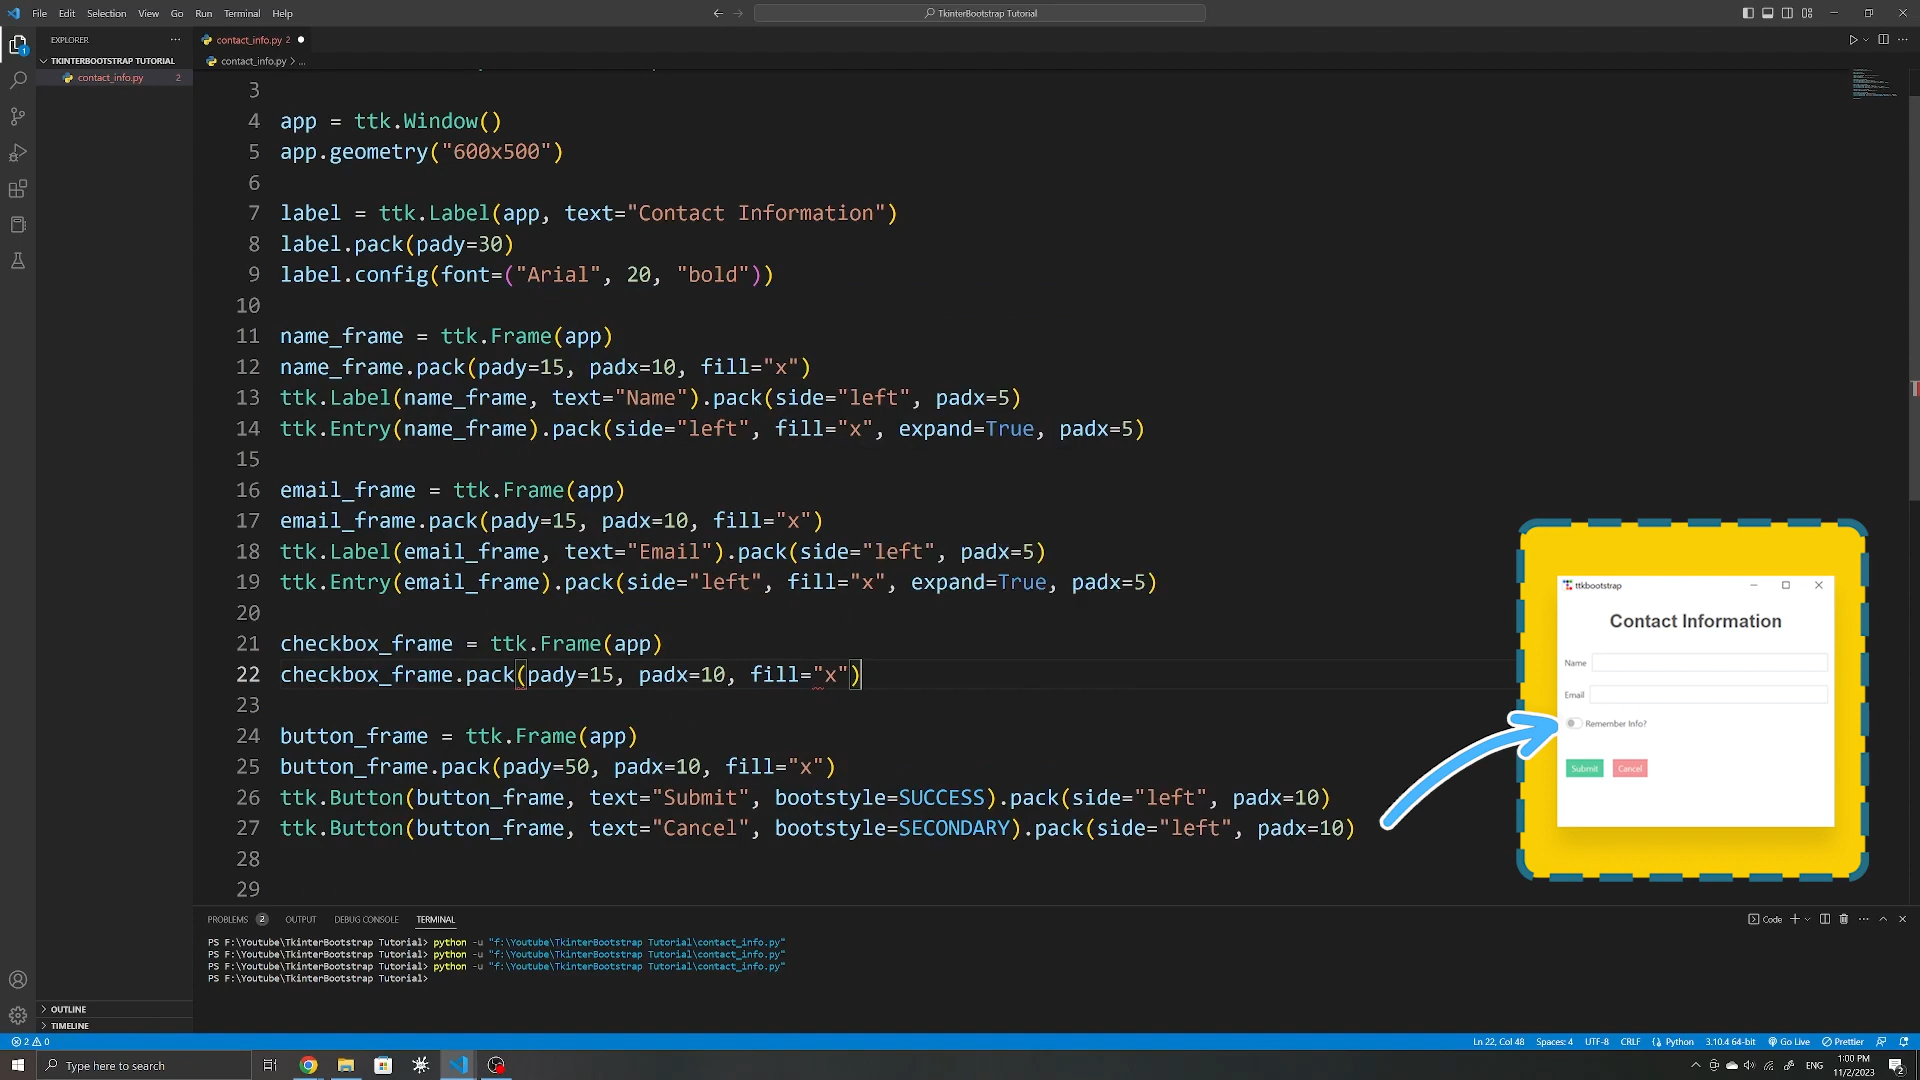 File Edit Selection View Go Run Terminal Help
TkinterBootstrap Tutorial
EXPLORER
contact_info.py 2
TKINTERBOOTSTRAP TUTORIAL
contact_info.py > ...
contact_info.py 2
1
3
4 app = ttk.Window()
5 app.geometry("600x500")
6
7 label = ttk.Label(app, text="Contact Information")
8 label.pack(pady=30)
9 label.config(font=("Arial", 20, "bold"))
10
11 name_frame = ttk.Frame(app)
12 name_frame.pack(pady=15, padx=10, fill="x")
13 ttk.Label(name_frame, text="Name").pack(side="left", padx=5)
14 ttk.Entry(name_frame).pack(side="left", fill="x", expand=True, padx=5)
15
16 email_frame = ttk.Frame(app)
17 email_frame.pack(pady=15, padx=10, fill="x")
18 ttk.Label(email_frame, text="Email").pack(side="left", padx=5)
19 ttk.Entry(email_frame).pack(side="left", fill="x", expand=True, padx=5)
20
21 checkbox_frame = ttk.Frame(app)
22 checkbox_frame.pack(pady=15, padx=10, fill="x")
23
24 button_frame = ttk.Frame(app)
25 button_frame.pack(pady=50, padx=10, fill="x")
26 ttk.Button(button_frame, text="Submit", bootstyle=SUCCESS).pack(side="left", padx=10)
27 ttk.Button(button_frame, text="Cancel", bootstyle=SECONDARY).pack(side="left", padx=10)
28
29
ttkbootstrap
Contact Information
Name
Email
Remember Info?
Submit Cancel
PROBLEMS 2 OUTPUT DEBUG CONSOLE TERMINAL
Code
PS F:\Youtube\TkinterBootstrap Tutorial> python -u "f:\Youtube\TkinterBootstrap Tutorial\contact_info.py"
PS F:\Youtube\TkinterBootstrap Tutorial> python -u "f:\Youtube\TkinterBootstrap Tutorial\contact_info.py"
PS F:\Youtube\TkinterBootstrap Tutorial> python -u "f:\Youtube\TkinterBootstrap Tutorial\contact_info.py"
PS F:\Youtube\TkinterBootstrap Tutorial>
OUTLINE
TIMELINE
2 0
Ln 22, Col 48 Spaces: 4 UTF-8 CRLF Python 3.10.4 64-bit Go Live Prettier
Type here to search
ENG
1:00 PM
11/2/2023
2